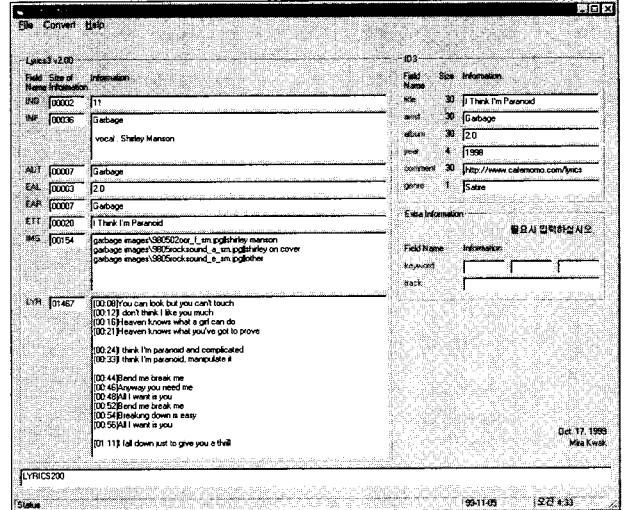 File Convert Help
Lyrics3 v2.00
Field Name Size of Information Information
IND 00002 11
INF 00036 Garbage
vocal : Shirley Manson
AUT 00007 Garbage
EAL 00003 2.0
EAR 00007 Garbage
ETT 00020 I Think I'm Paranoid
IMG 00154 garbage images\980502oor_f_sm.jpg||shirley manson
garbage images\9805rocksound_a_sm.jpg||shirley on cover
garbage images\9805rocksound_e_sm.jpg||other
LYR 01467 [00:08]You can look but you can't touch
[00:12]I don't think I like you much
[00:16]Heaven knows what a girl can do
[00:21]Heaven knows what you've got to prove
[00:24]I think I'm paranoid and complicated
[00:33]I think I'm paranoid, manipulate it
[00:44]Bend me break me
[00:46]Anyway you need me
[00:48]All I want is you
[00:52]Bend me break me
[00:54]Breaking down is easy
[00:56]All I want is you
[01:11]I fall down just to give you a thrill
ID3
Field Name Size Information
title 30 I Think I'm Paranoid
artist 30 Garbage
album 30 2.0
year 4 1998
comment 30 http://www.cafemomo.com/lyrics
genre 1 Satire
Extra Information
필요시 입력하십시오.
Field Name Information
keyword
track
Oct. 17, 1999
Mira Kwak
LYRICS200
Status 99-11-05 오전 4:33